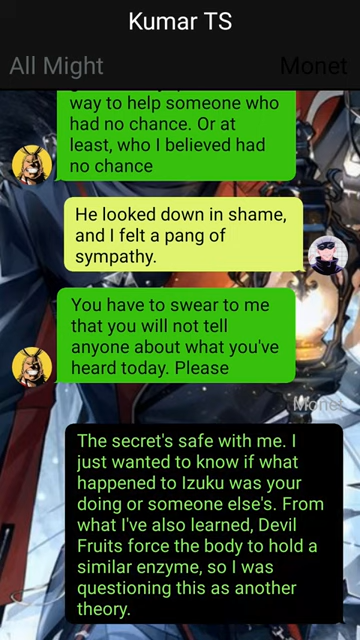 Kumar TS
All Might
Monet
way to help someone who
had no chance. Or at
least, who I believed had
no chance
He looked down in shame,
and I felt a pang of
sympathy.
You have to swear to me
that you will not tell
anyone about what you've
heard today. Please
Monet
The secret's safe with me. I
just wanted to know if what
happened to Izuku was your
doing or someone else's. From
what I've also learned, Devil
Fruits force the body to hold a
similar enzyme, so I was
questioning this as another
theory.